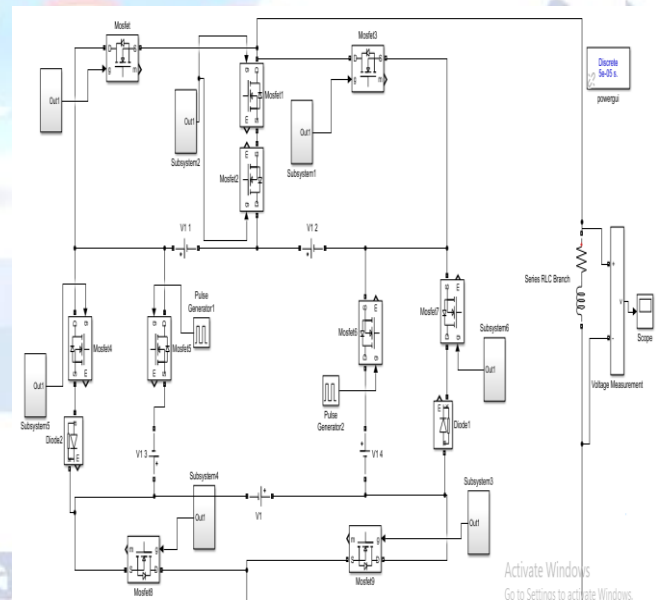 Mosfet
Out1
Out1
Subsystem2
Mosfet1
Mosfet2
Out1
Subsystem1
Mosfet3
Discrete
5e-05 s.
powergui
V1 1
V1 2
Series RLC Branch
Voltage Measurement
Scope
Out1
Subsystem5
Mosfet4
Mosfet5
Pulse
Generator1
Mosfet6
Pulse
Generator2
Mosfet7
Subsystem6
Out1
Diode2
Diode1
V1 3
V1 4
Subsystem4
Out1
V1
Subsystem3
Out1
Mosfet8
Mosfet9
Activate Windows
Go to Settings to activate Windows.